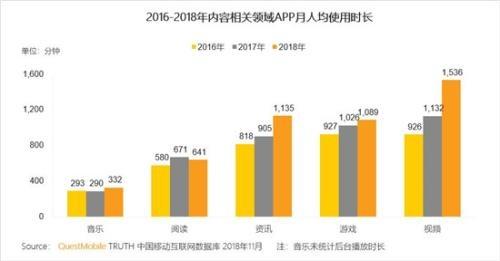 2016-2018年内容相关领域APP月人均使用时长
单位：分钟
2016年 2017年 2018年
1,600
1,200
800
400
0
293 290 332
580 671 641
818 905 1,135
927 1,026 1,089
926 1,132 1,536
音乐 阅读 资讯 游戏 视频
Source：QuestMobile TRUTH 中国移动互联网数据库 2018年11月 注：音乐未统计后台播放时长